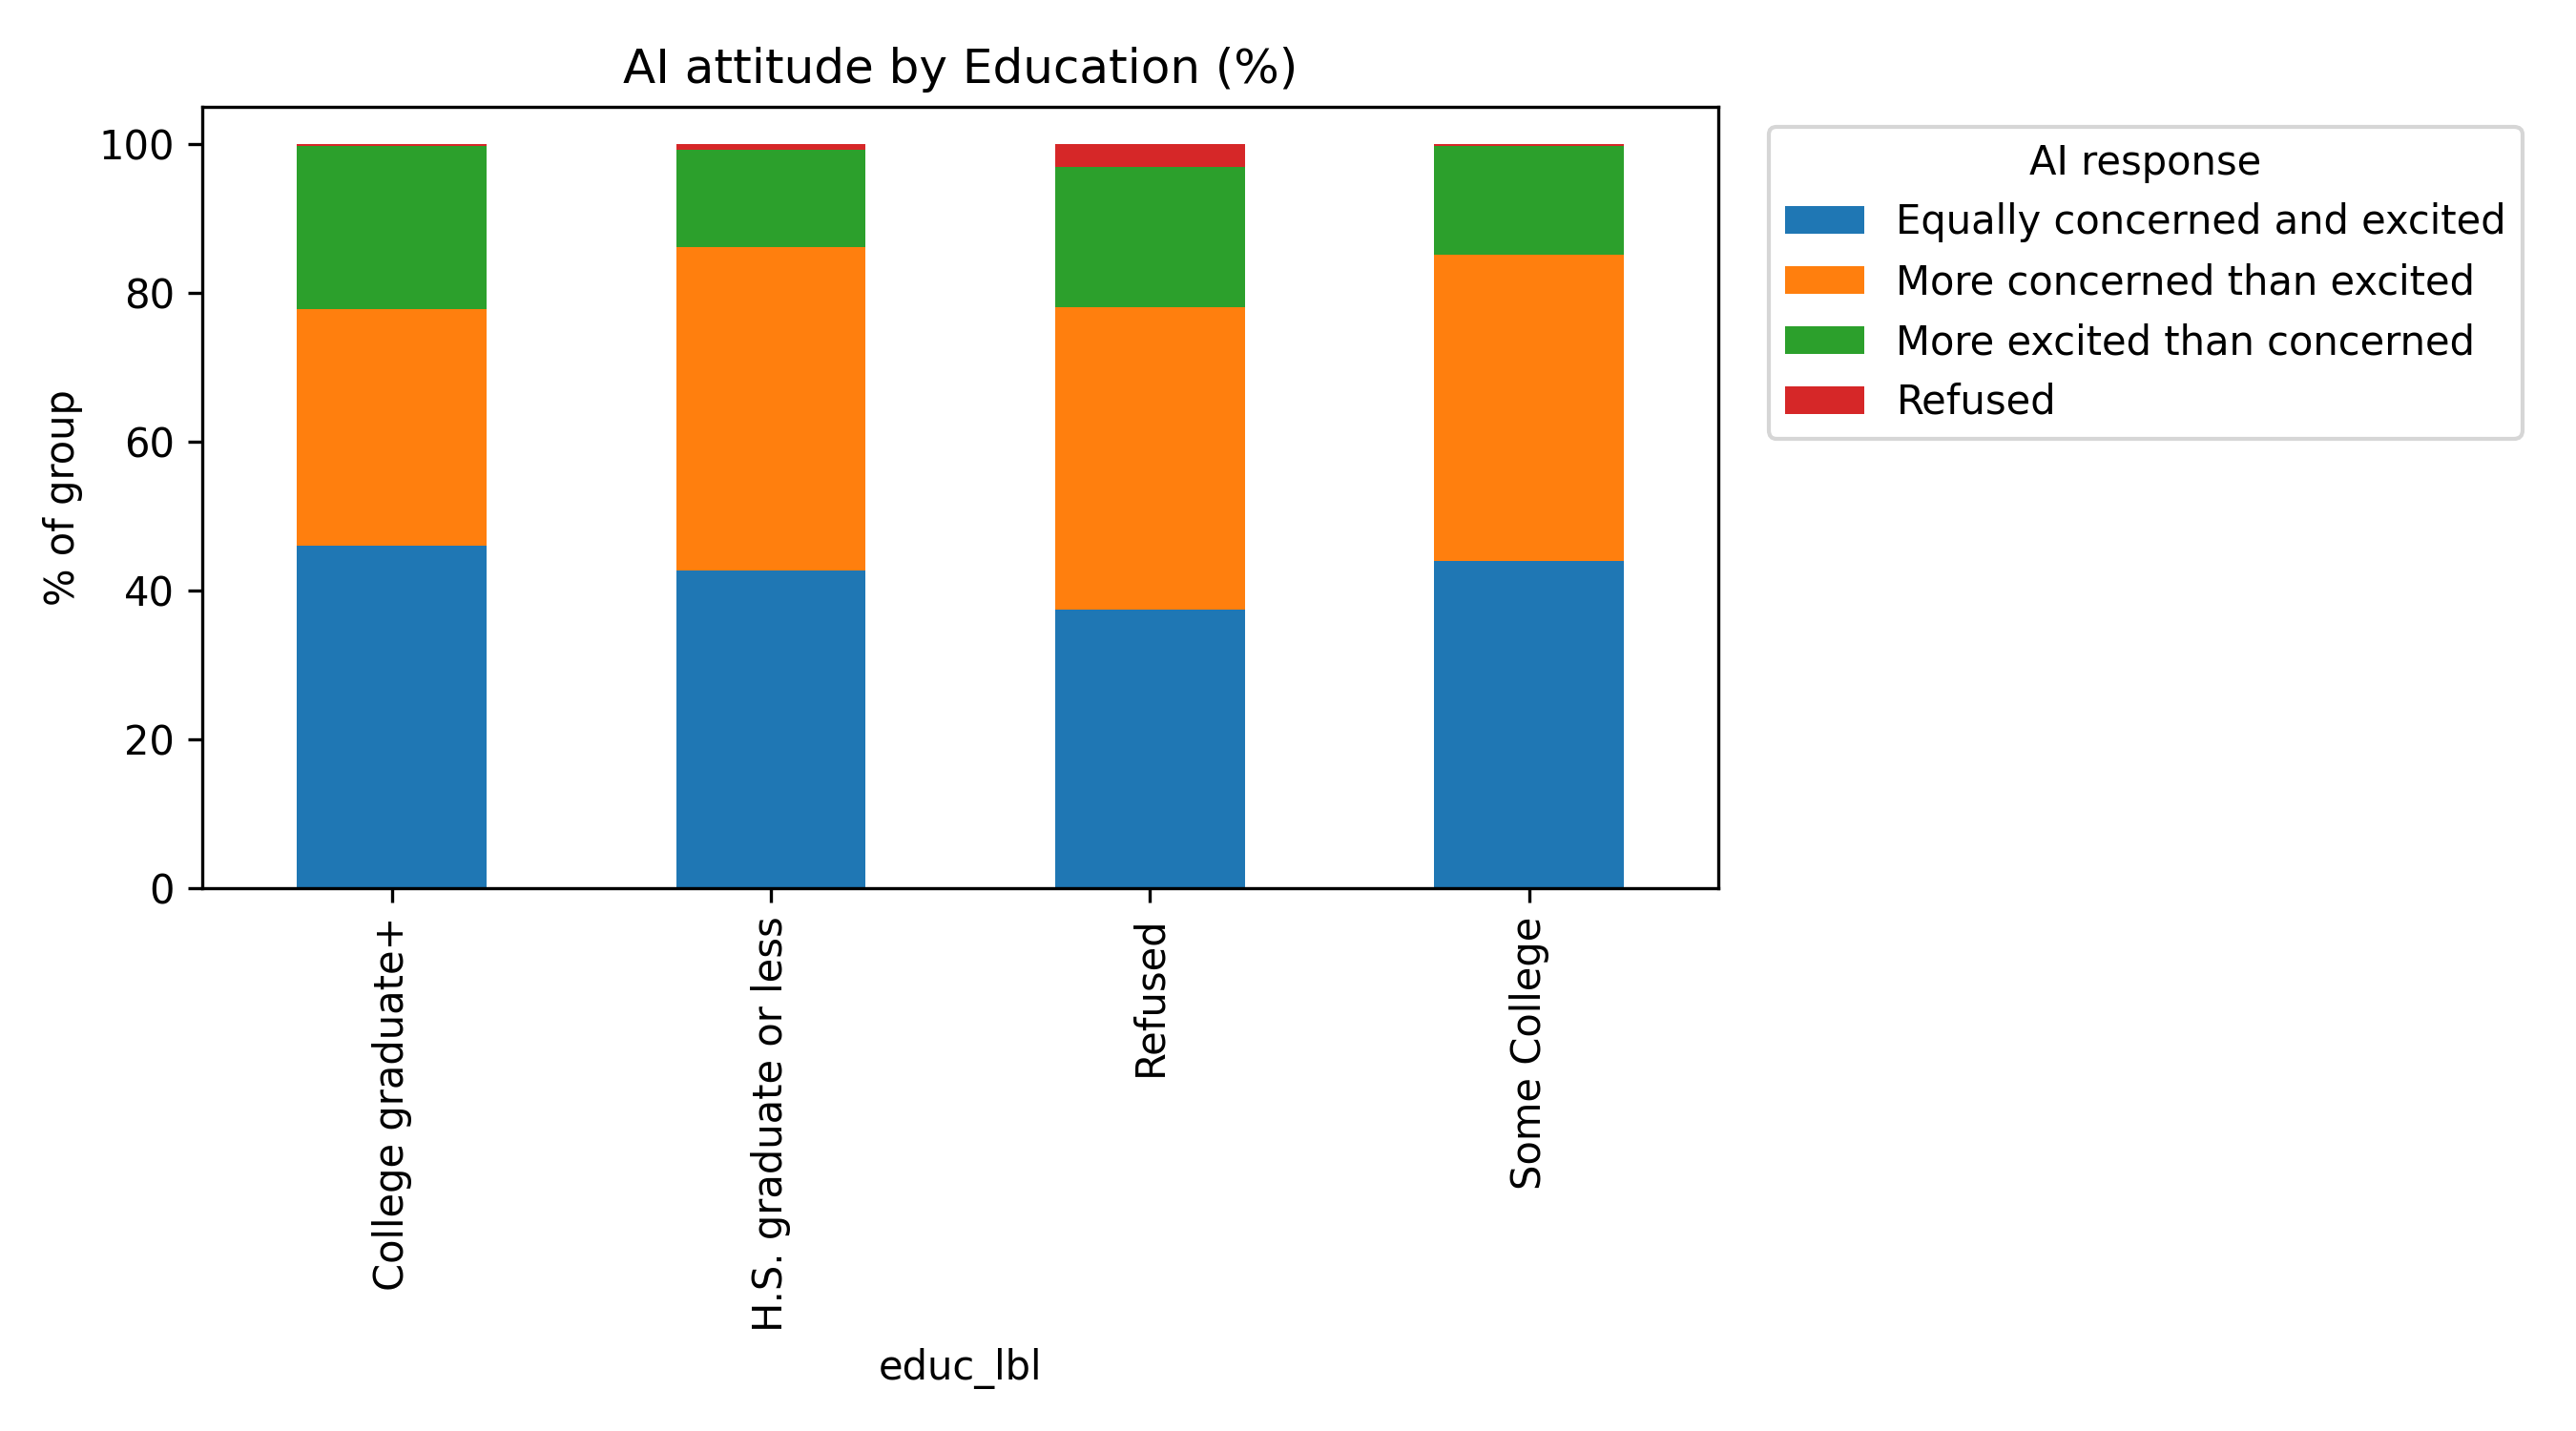 AI attitude by Education (%)
AI response
Equally concerned and excited
More concerned than excited
More excited than concerned
Refused
% of group
100
80
60
40
20
0
College graduate+
H.S. graduate or less
Refused
Some College
educ_lbl